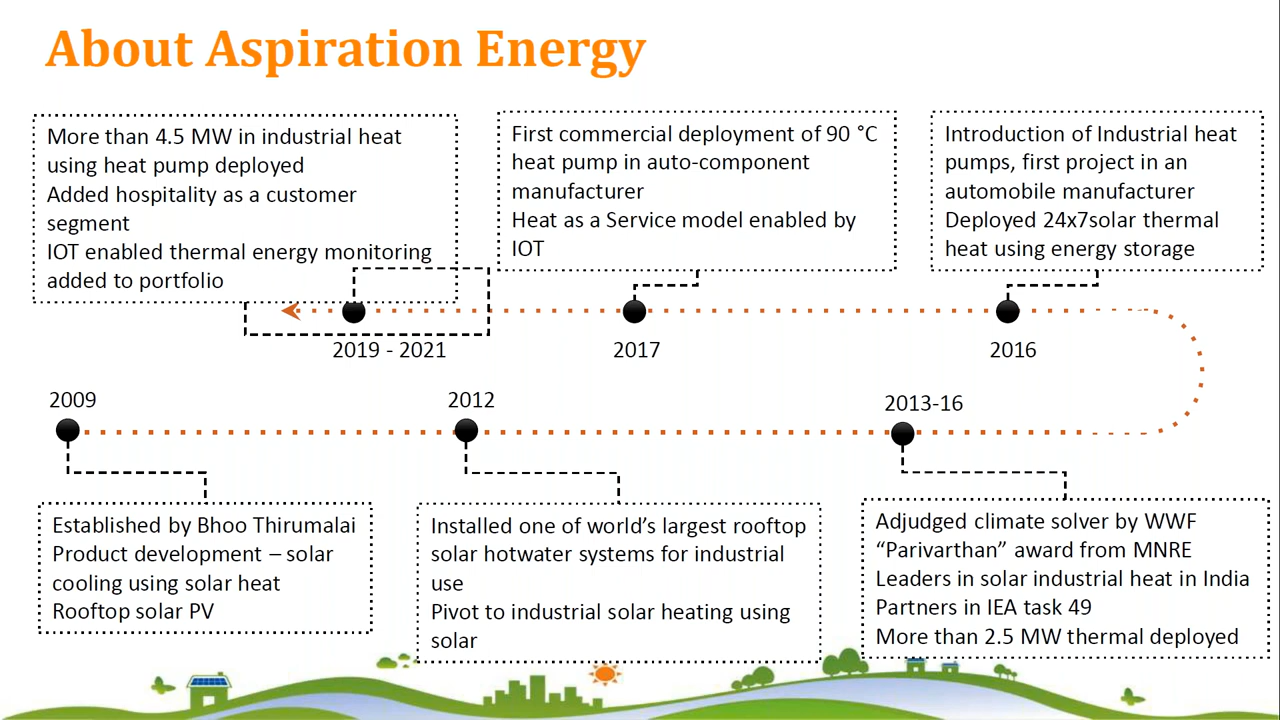 About Aspiration Energy
More than 4.5 MW in industrial heat
using heat pump deployed
Added hospitality as a customer
segment
IOT enabled thermal energy monitoring
added to portfolio
First commercial deployment of 90 °C
heat pump in auto-component
manufacturer
Heat as a Service model enabled by
IOT
Introduction of Industrial heat
pumps, first project in an
automobile manufacturer
Deployed 24x7solar thermal
heat using energy storage
2019 - 2021
2017
2016
2009
2012
2013-16
Established by Bhoo Thirumalai
Product development – solar
cooling using solar heat
Rooftop solar PV
Installed one of world’s largest rooftop
solar hotwater systems for industrial
use
Pivot to industrial solar heating using
solar
Adjudged climate solver by WWF
“Parivarthan” award from MNRE
Leaders in solar industrial heat in India
Partners in IEA task 49
More than 2.5 MW thermal deployed